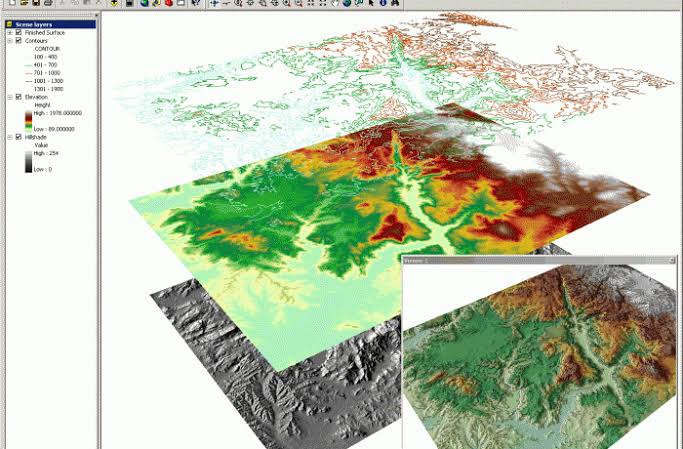 Scene layers
Finished Surface
Contours
CONTOUR
100 - 400
401 - 700
701 - 1000
1001 - 1300
1301 - 1900
Elevation
Height
High : 1978.000000
Low : 89.000000
Hillshade
Value
High : 254
Low : 0
Viewer 1